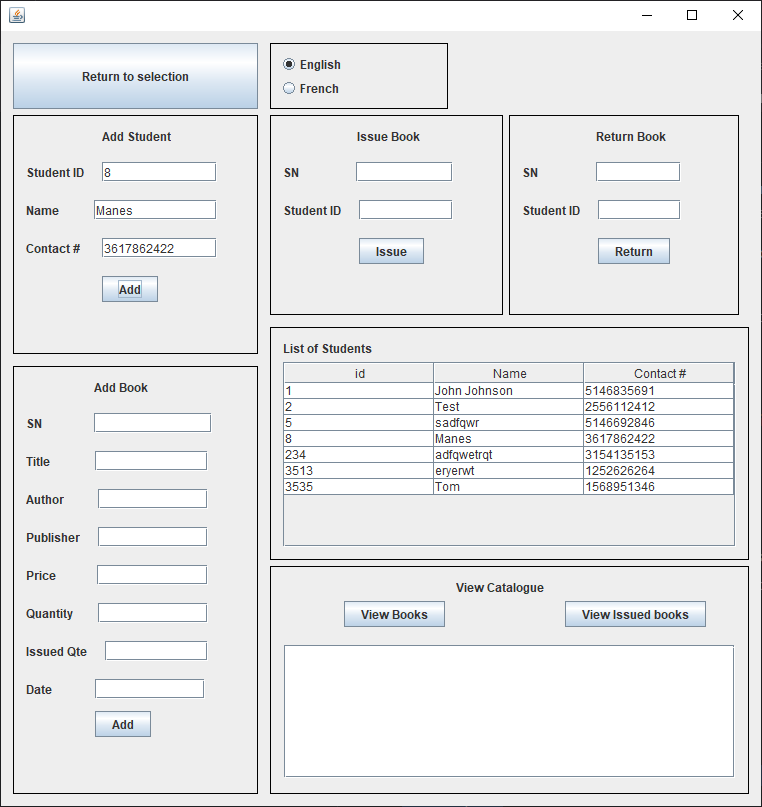 Return to selection
English
French
Add Student
Student ID 8
Name Manes
Contact # 3617862422
Add
Issue Book
SN
Student ID
Issue
Return Book
SN
Student ID
Return
Add Book
SN
Title
Author
Publisher
Price
Quantity
Issued Qte
Date
Add
List of Students
id Name Contact #
1 John Johnson 5146835691
2 Test 2556112412
5 sadfqwr 5146692846
8 Manes 3617862422
234 adfqwetrqt 3154135153
3513 eryerwt 1252626264
3535 Tom 1568951346
View Catalogue
View Books View Issued books